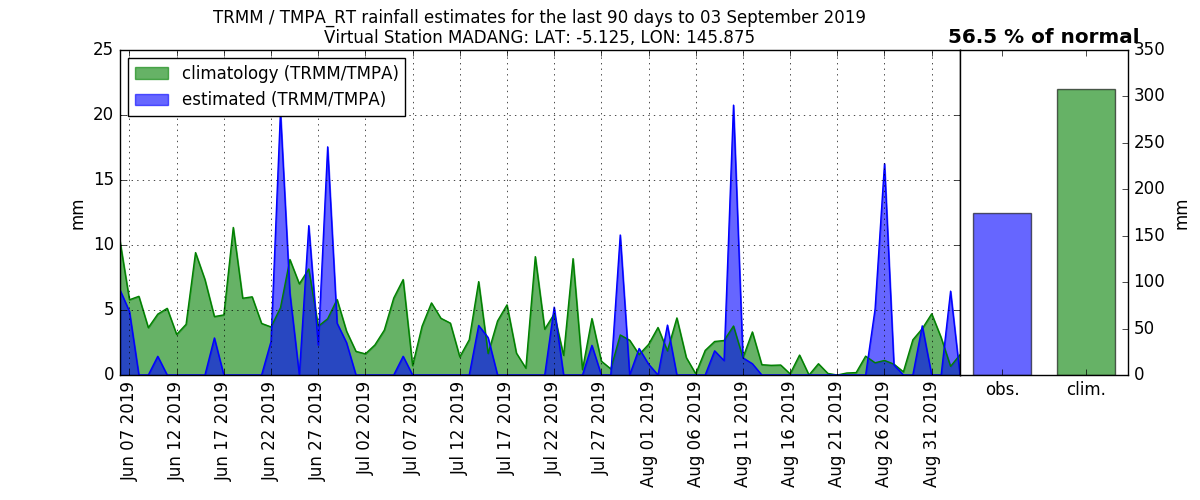 TRMM / TMPA_RT rainfall estimates for the last 90 days to 03 September 2019
Virtual Station MADANG: LAT: -5.125, LON: 145.875
56.5 % of normal
climatology (TRMM/TMPA)
estimated (TRMM/TMPA)
mm
25
20
15
10
5
0
Jun 07 2019
Jun 12 2019
Jun 17 2019
Jun 22 2019
Jun 27 2019
Jul 02 2019
Jul 07 2019
Jul 12 2019
Jul 17 2019
Jul 22 2019
Jul 27 2019
Aug 01 2019
Aug 06 2019
Aug 11 2019
Aug 16 2019
Aug 21 2019
Aug 26 2019
Aug 31 2019
obs.
clim.
350
300
250
200
150
100
50
0
mm